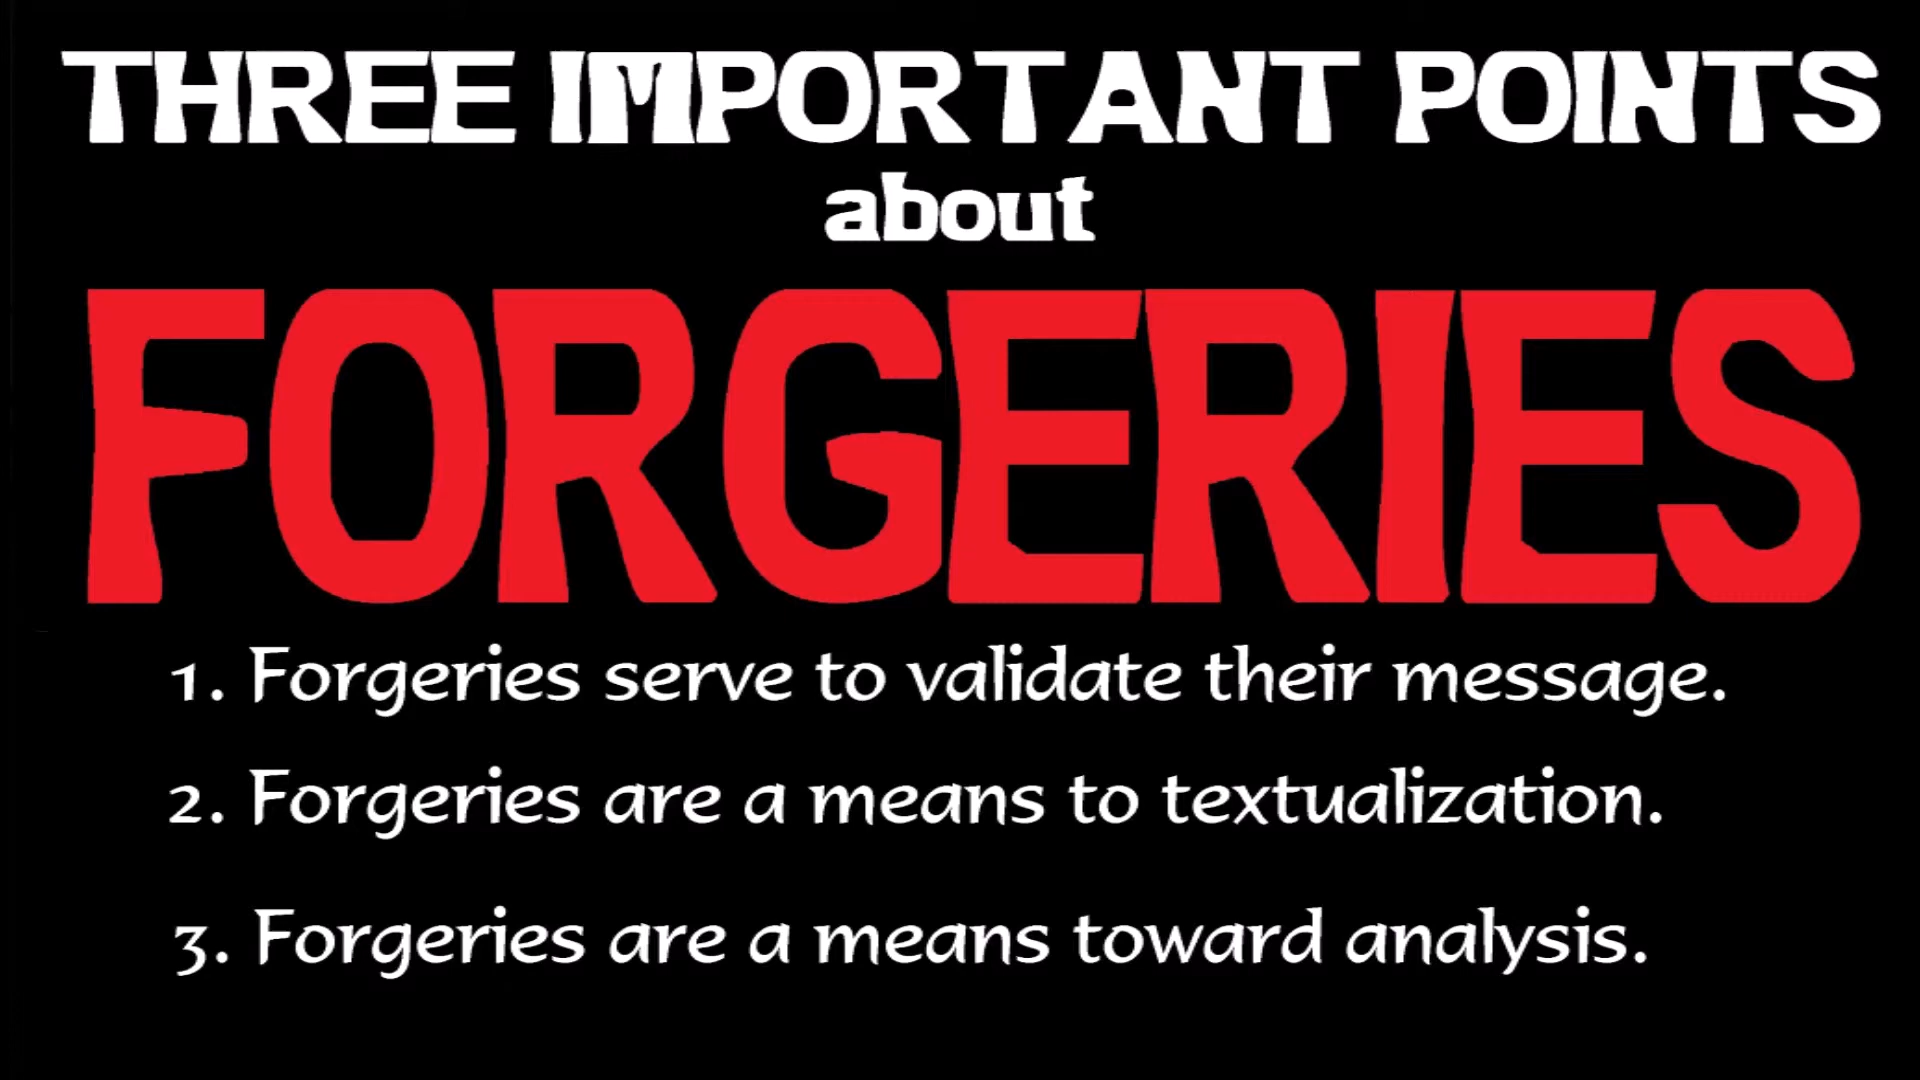 THREE IMPORTANT POINTS
about
FORGERIES
1. Forgeries serve to validate their message.
2. Forgeries are a means to textualization.
3. Forgeries are a means toward analysis.